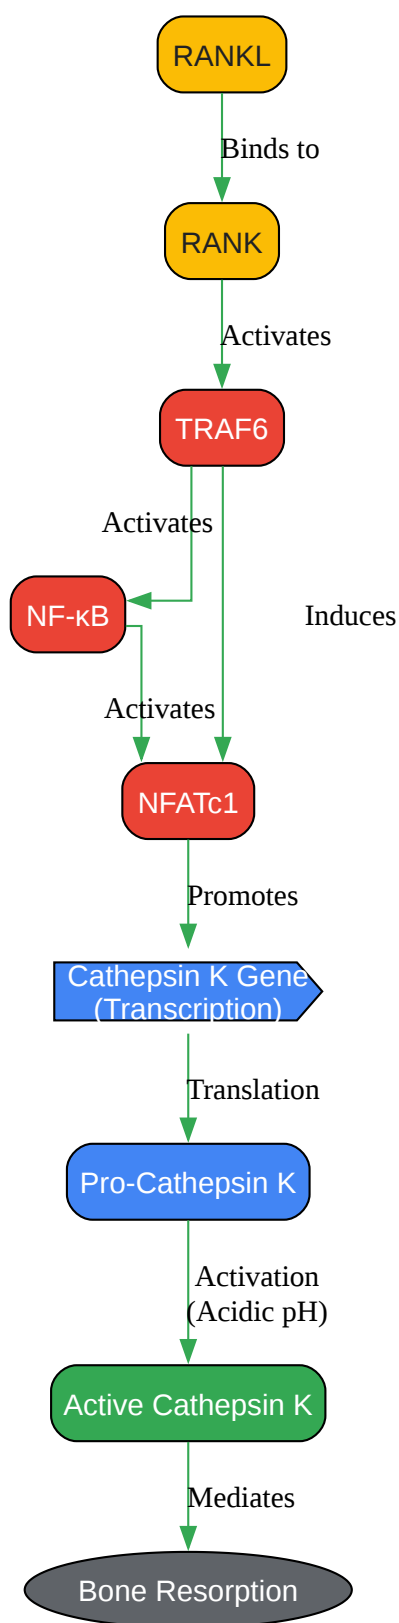 RANKL
Binds to
RANK
Activates
TRAF6
Activates
NF-κB
Induces
Activates
NFATc1
Promotes
Cathepsin K Gene
(Transcription)
Translation
Pro-Cathepsin K
Activation
(Acidic pH)
Active Cathepsin K
Mediates
Bone Resorption